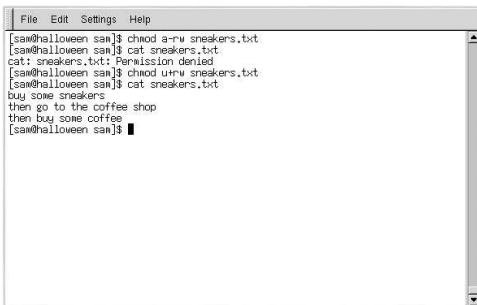 File Edit Settings Help
[sam@halloween sam]$ chmod a-rw sneakers.txt
[sam@halloween sam]$ cat sneakers.txt
cat: sneakers.txt: Permission denied
[sam@halloween sam]$ chmod u+rw sneakers.txt
[sam@halloween sam]$ cat sneakers.txt
buy some sneakers
then go to the coffee shop
then buy some coffee
[sam@halloween sam]$